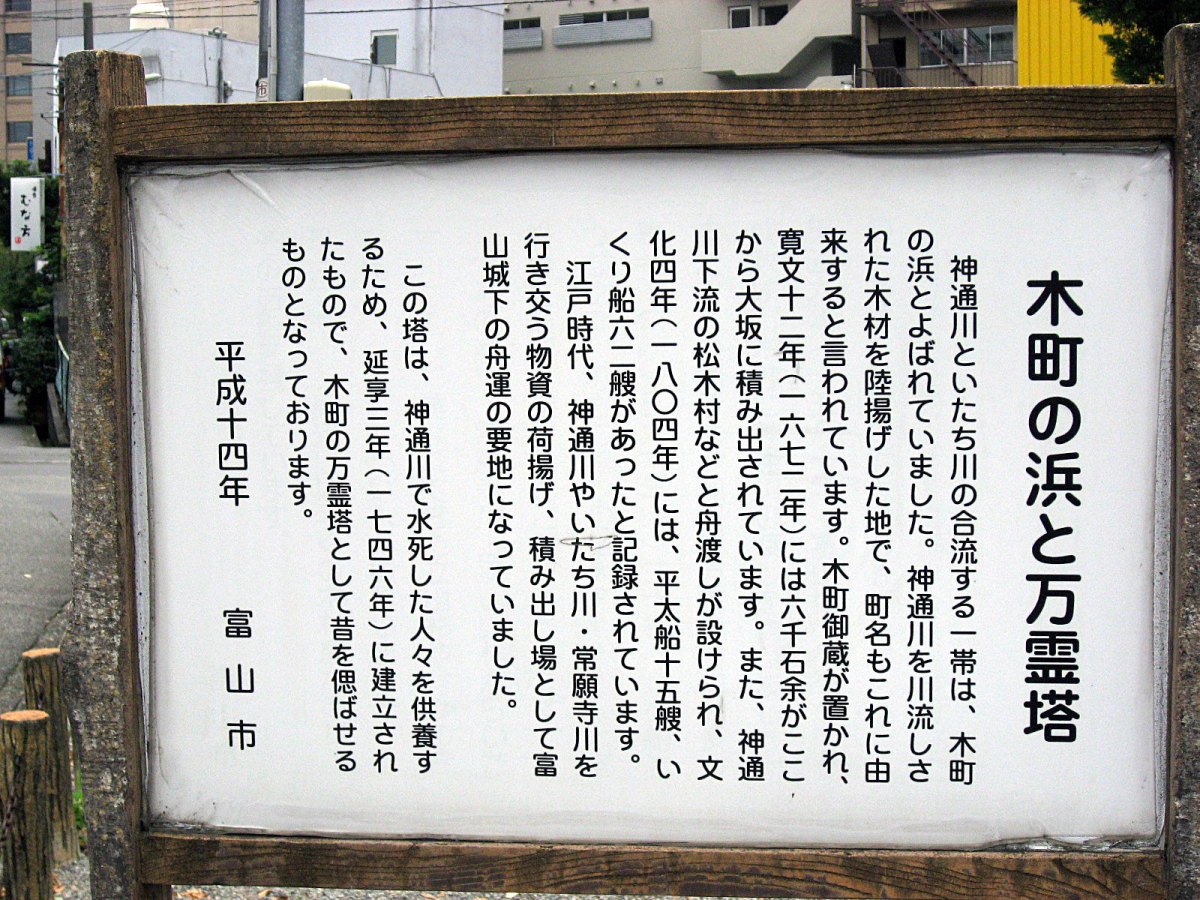 木町の浜と万霊塔
神通川といたち川の合流する一帯は、木町
の浜とよばれていました。神通川を川流しさ
れた木材を陸揚げした地で、町名もこれに由
来すると言われています。木町御蔵が置かれ、
寛文十二年(一六七二年)には六千石余がここ
から大坂に積み出されています。また、神通
川下流の松木村などと舟渡しが設けられ、文
化四年(一八〇四年)には、平太船十五艘、い
くり船六二艘があったと記録されています。
江戸時代、神通川やいたち川・常願寺川を
行き交う物資の荷揚げ、積み出し場として富
山城下の舟運の要地になっていました。
この塔は、神通川で水死した人々を供養す
るため、延享三年(一七四六年)に建立され
たもので、木町の万霊塔として昔を偲ばせる
ものとなっております。
平成十四年 富山市